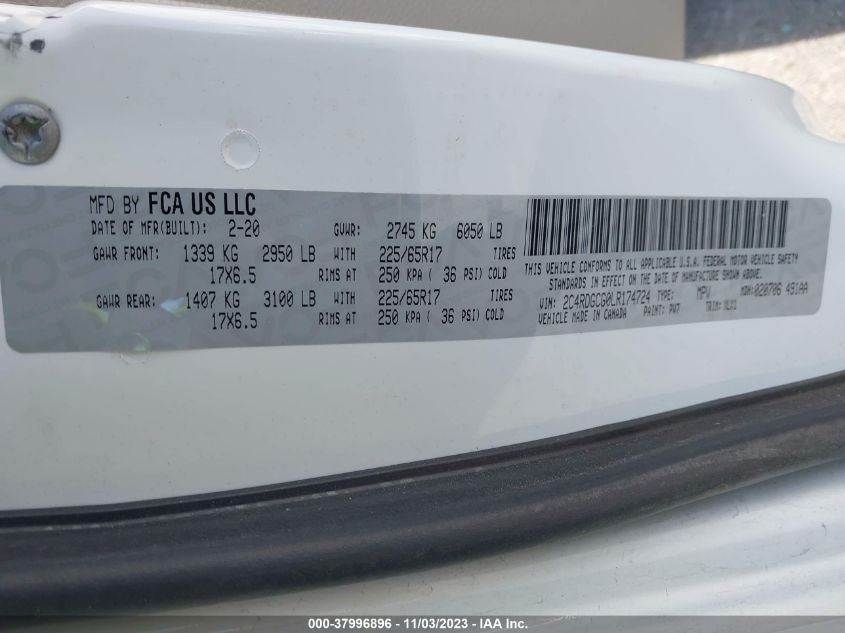 MFD BY FCA US LLC
DATE OF MFR(BUILT): 2-20 GVWR: 2745 KG 6050 LB
GAWR FRONT: 1339 KG 2950 LB WITH 225/65R17 TIRES
17X6.5 RIMS AT 250 KPA ( 36 PSI) COLD
GAWR REAR: 1407 KG 3100 LB WITH 225/65R17 TIRES
17X6.5 RIMS AT 250 KPA ( 36 PSI) COLD
THIS VEHICLE CONFORMS TO ALL APPLICABLE U.S.A. FEDERAL MOTOR VEHICLE SAFETY
STANDARDS IN EFFECT ON THE DATE OF MANUFACTURE SHOWN ABOVE.
VIN: 2C4RDGCG0LR174724 TYPE: MPV MDH: 020706 491AA
VEHICLE MADE IN CANADA PAINT: PW7 TRIM:
000-37996896 - 11/03/2023 - IAA Inc.